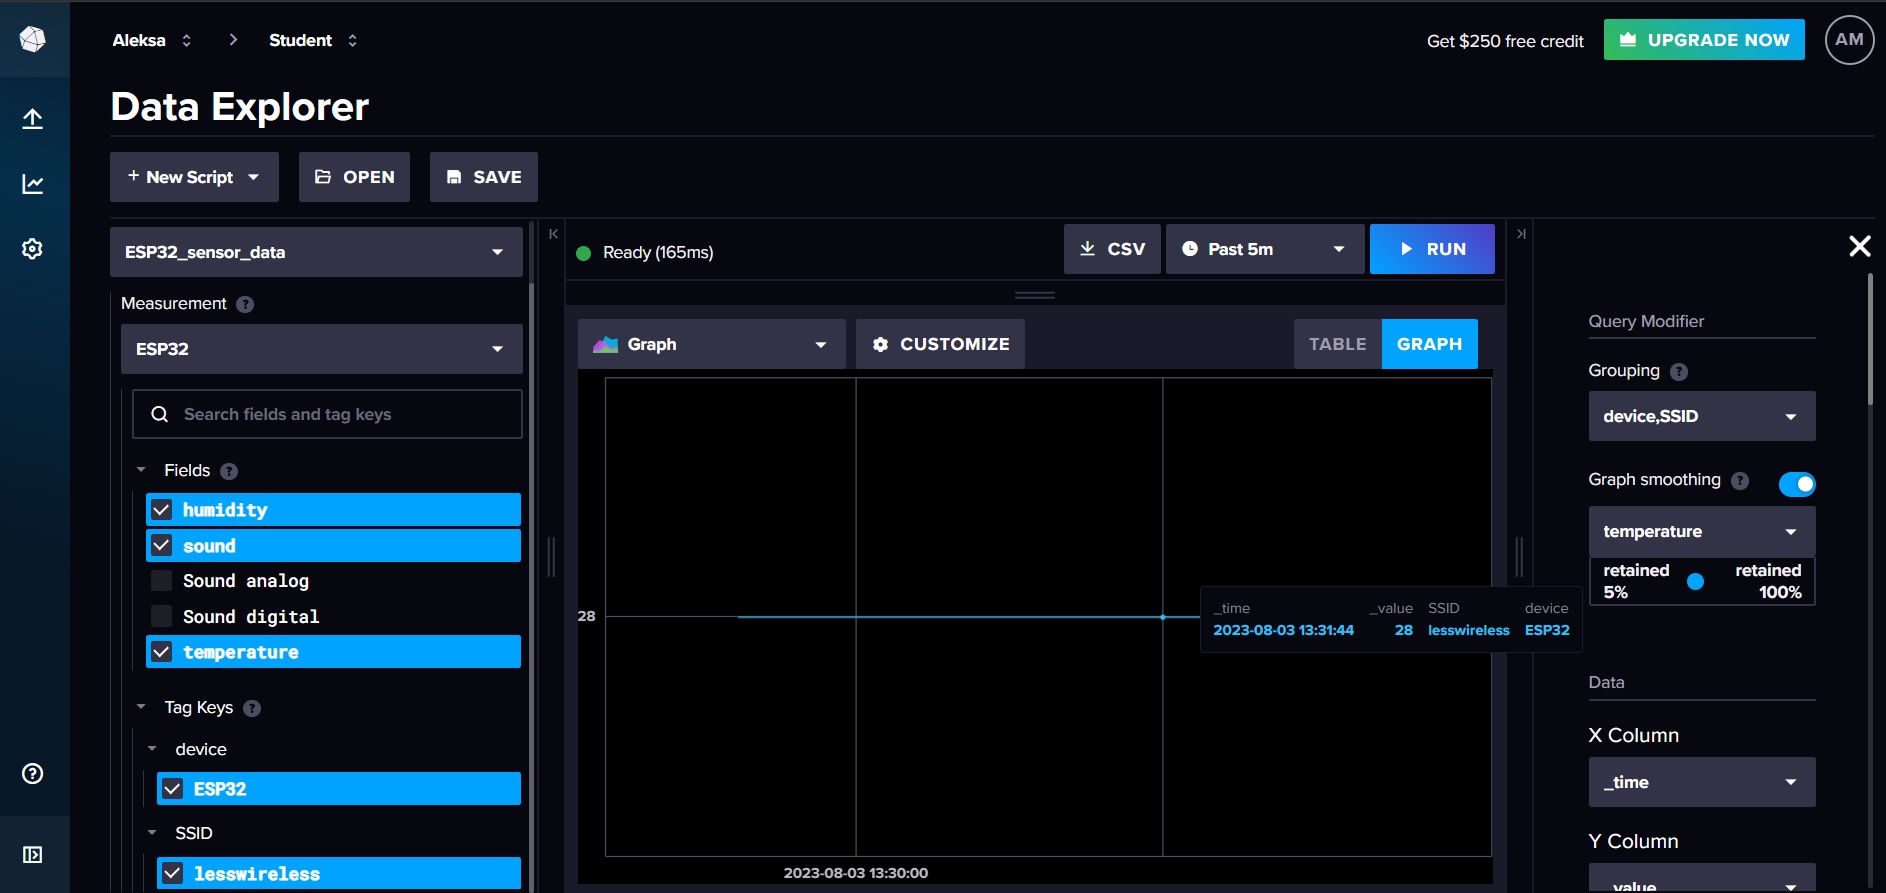 Aleksa
Student
Get $250 free credit
UPGRADE NOW
AM
Data Explorer
+ New Script
OPEN
SAVE
ESP32_sensor_data
Measurement ?
ESP32
Search fields and tag keys
Fields ?
humidity
sound
Sound analog
Sound digital
temperature
Tag Keys ?
device
ESP32
SSID
lesswireless
Ready (165ms)
CSV
Past 5m
RUN
Graph
CUSTOMIZE
TABLE
GRAPH
28
_time _value SSID device
2023-08-03 13:31:44 28 lesswireless ESP32
2023-08-03 13:30:00
Query Modifier
Grouping ?
device,SSID
Graph smoothing ?
temperature
retained retained
5% 100%
Data
X Column
_time
Y Column
_value